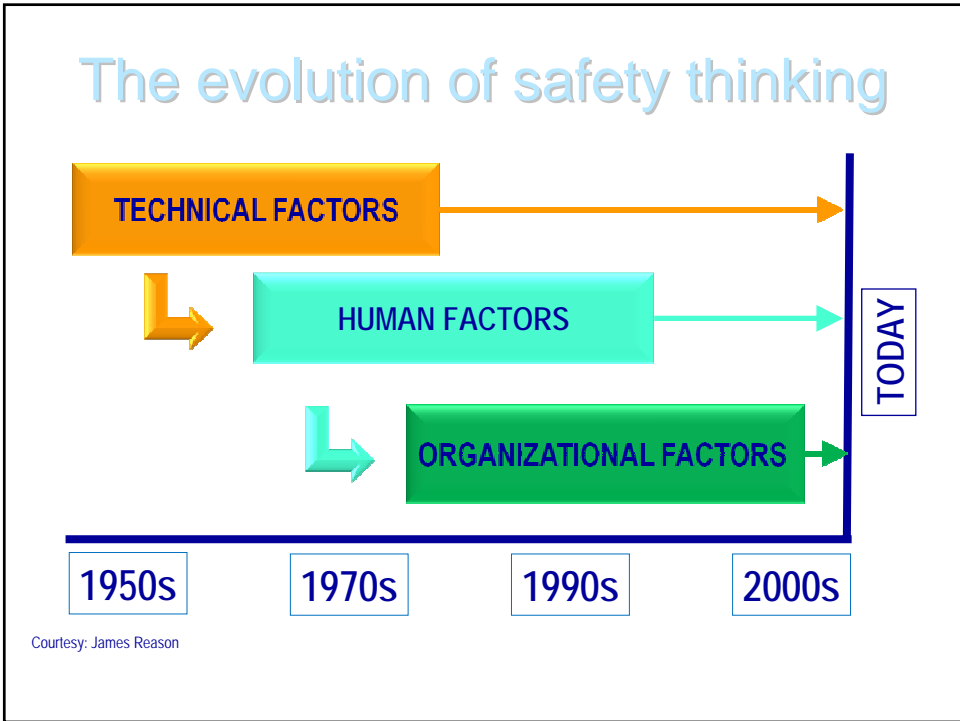 The evolution of safety thinking
TECHNICAL FACTORS
HUMAN FACTORS
TODAY
ORGANIZATIONAL FACTORS
1950s
1970s
1990s
2000s
Courtesy: James Reason